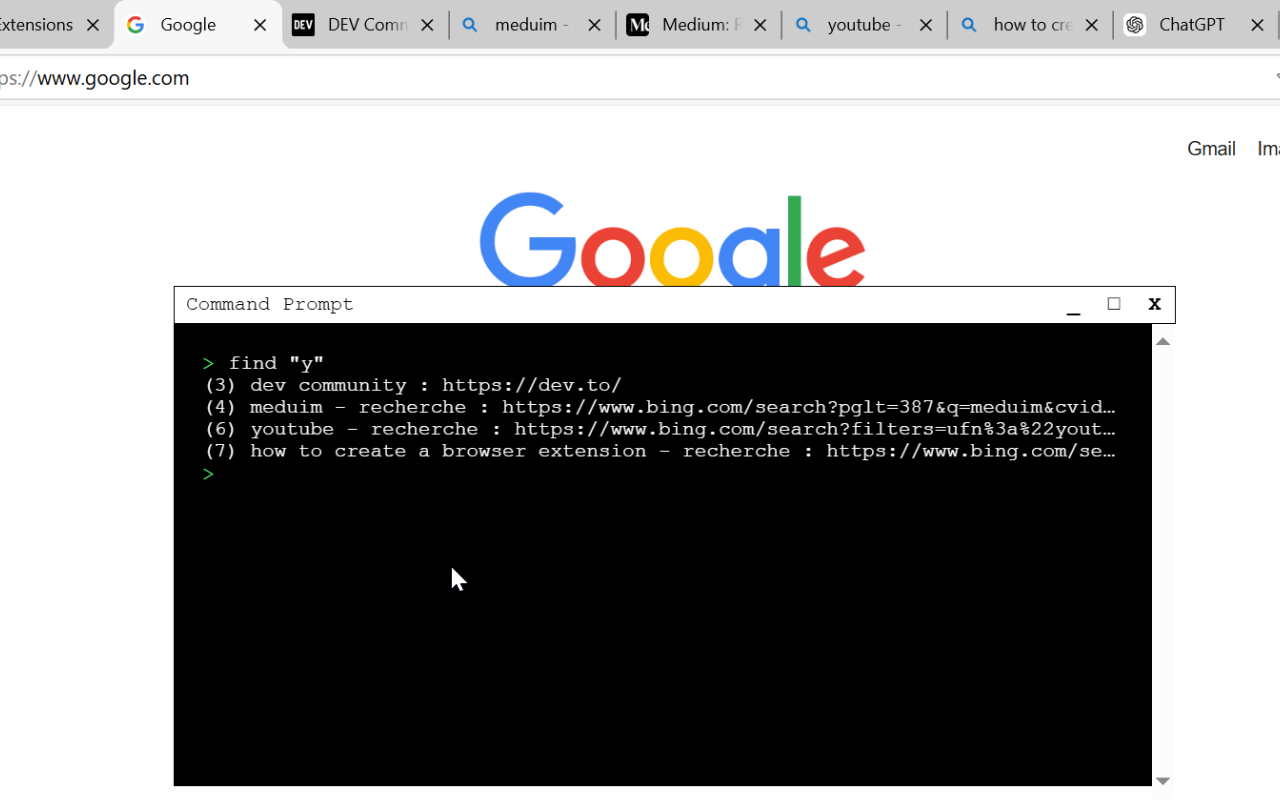 Extensions Google DEV Comm meduim - Medium: R youtube - how to cre ChatGPT
ps://www.google.com
Gmail Ima
Google
Command Prompt _ □ x
> find "y"
(3) dev community : https://dev.to/
(4) meduim - recherche : https://www.bing.com/search?pglt=387&q=meduim&cvid…
(6) youtube - recherche : https://www.bing.com/search?filters=ufn%3a%22yout…
(7) how to create a browser extension - recherche : https://www.bing.com/se…
>